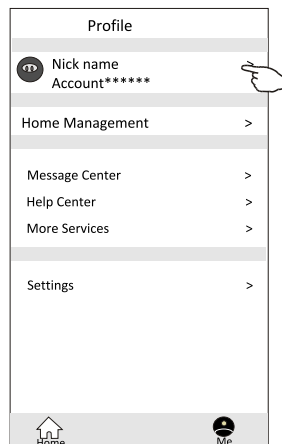 Profile
Nick name
Account******
Home Management >
Message Center >
Help Center >
More Services >
Settings >
Home Me